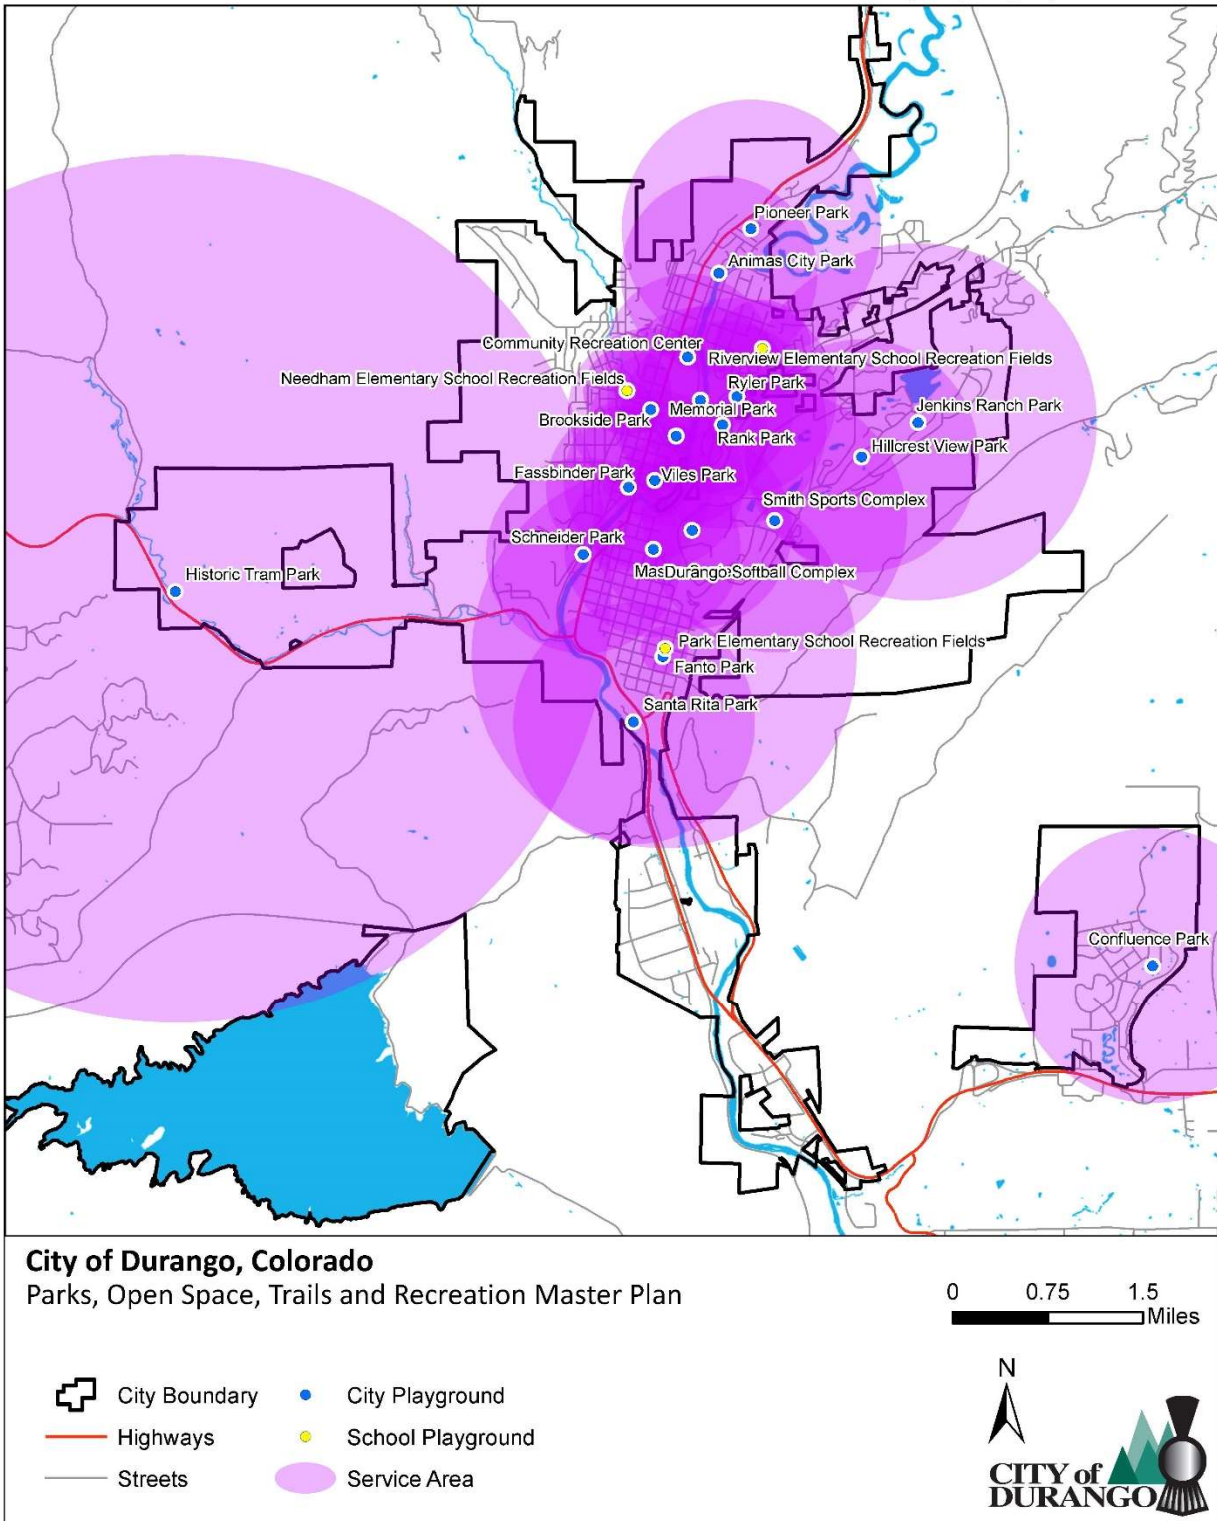 Pioneer Park
Animas City Park
Community Recreation Center
Riverview Elementary School Recreation Fields
Needham Elementary School Recreation Fields
Ryler Park
Jenkins Ranch Park
Brookside Park
Memorial Park
Rank Park
Hillcrest View Park
Fassbinder Park
Viles Park
Smith Sports Complex
Schneider Park
Durango Softball Complex
Historic Tram Park
Park Elementary School Recreation Fields
Fanto Park
Santa Rita Park
Confluence Park
City of Durango, Colorado
Parks, Open Space, Trails and Recreation Master Plan
0 0.75 1.5
Miles
N
City Boundary
City Playground
Highways
School Playground
Streets
Service Area
CITY of
DURANGO